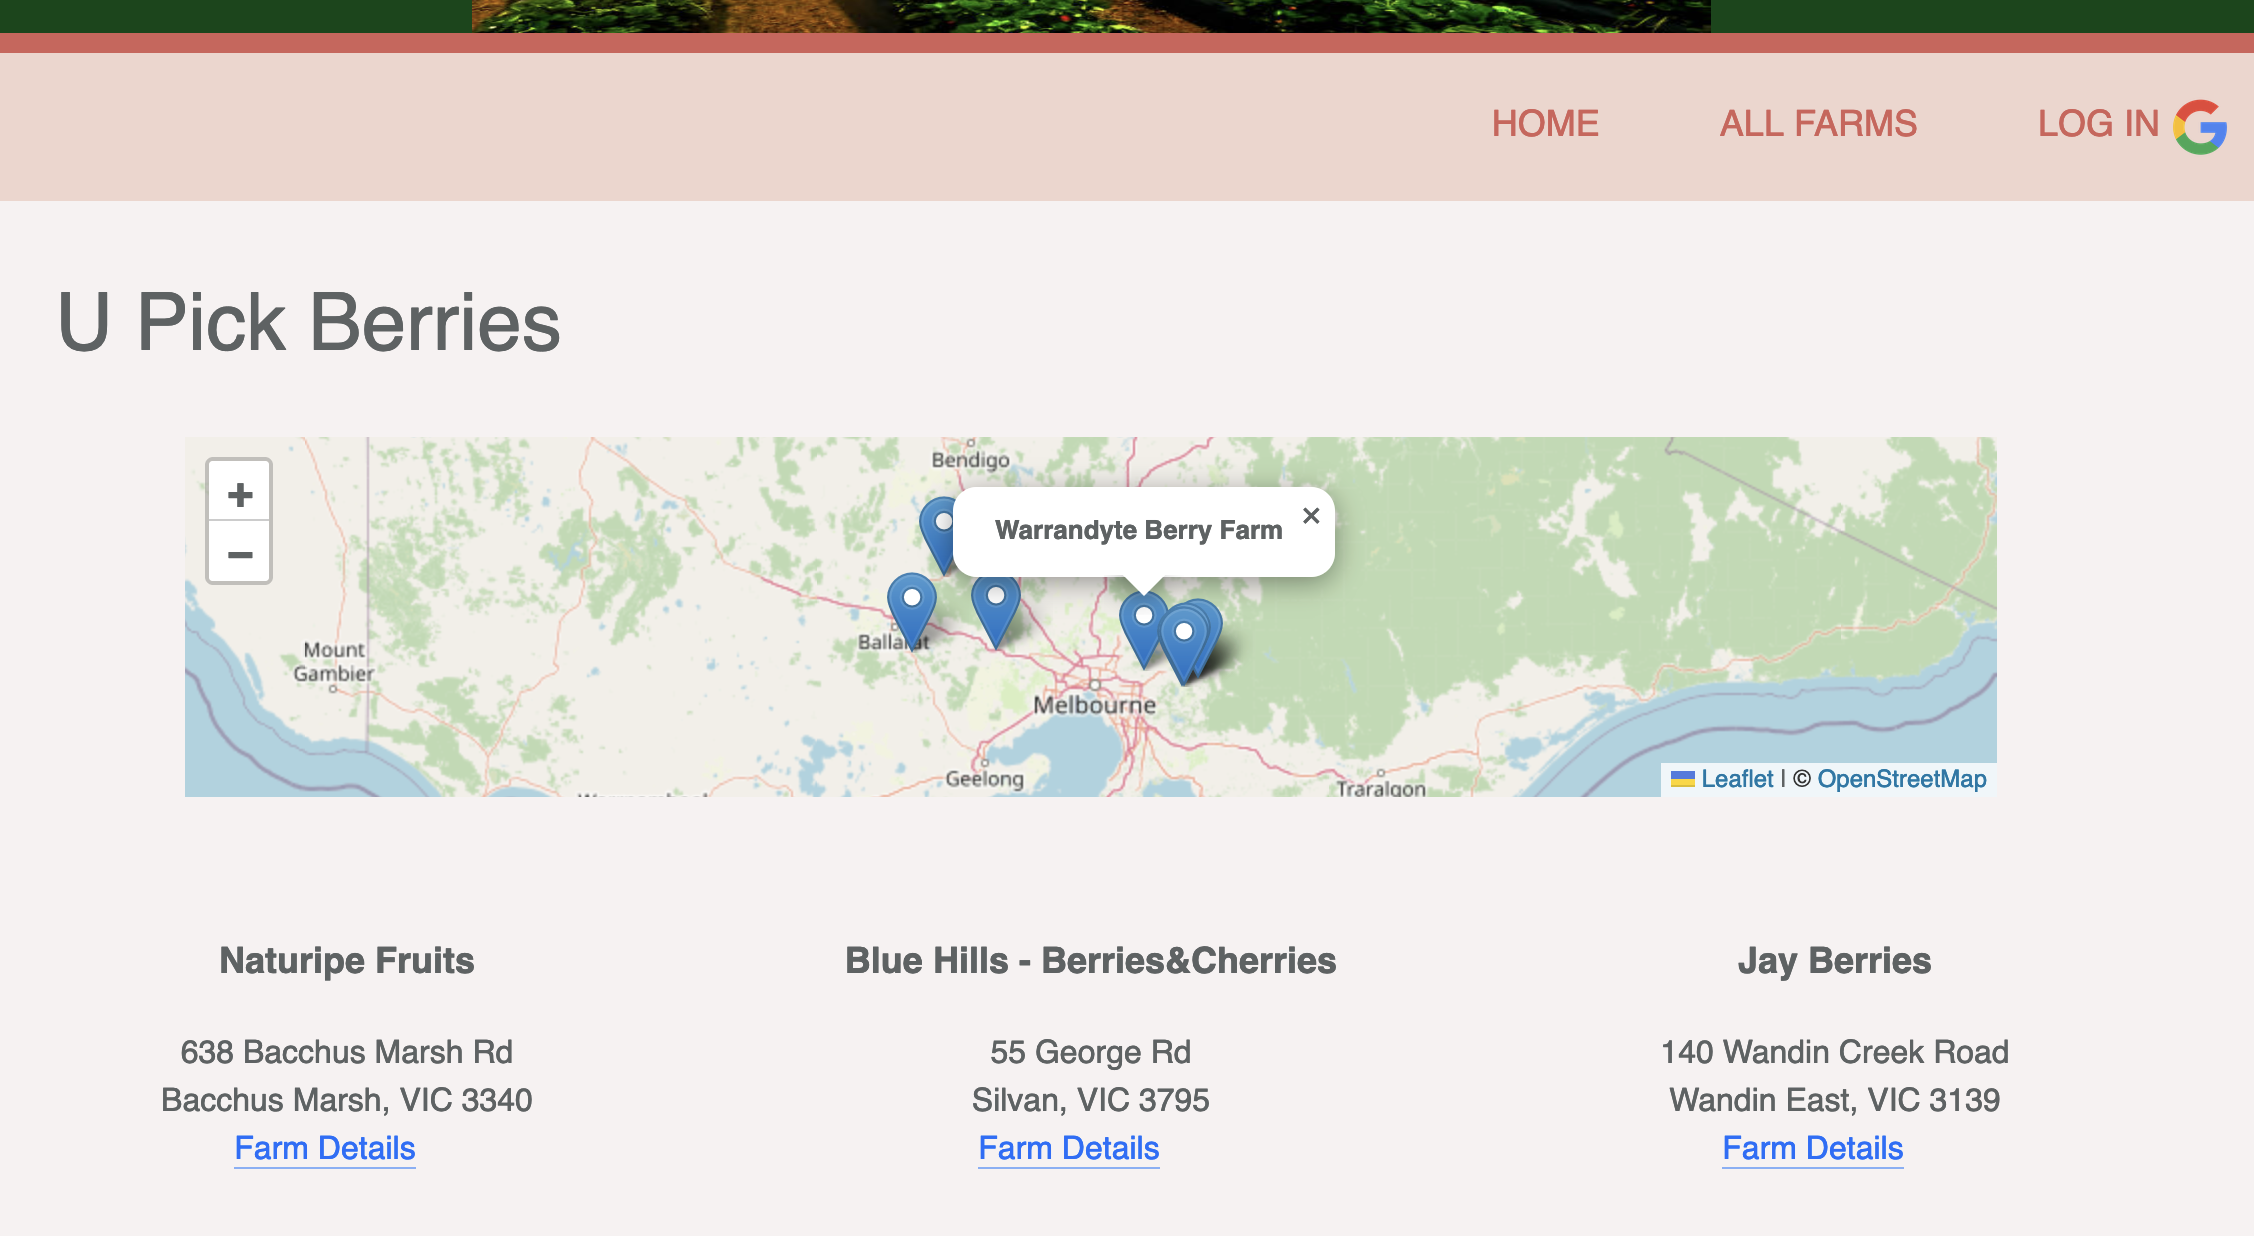 HOME ALL FARMS LOG IN
U Pick Berries
+
−
Bendigo
Warrandyte Berry Farm ×
Ballarat
Mount
Gambier
Melbourne
Geelong
Traralgon
Leaflet | © OpenStreetMap
Naturipe Fruits
638 Bacchus Marsh Rd
Bacchus Marsh, VIC 3340
Farm Details
Blue Hills - Berries&Cherries
55 George Rd
Silvan, VIC 3795
Farm Details
Jay Berries
140 Wandin Creek Road
Wandin East, VIC 3139
Farm Details